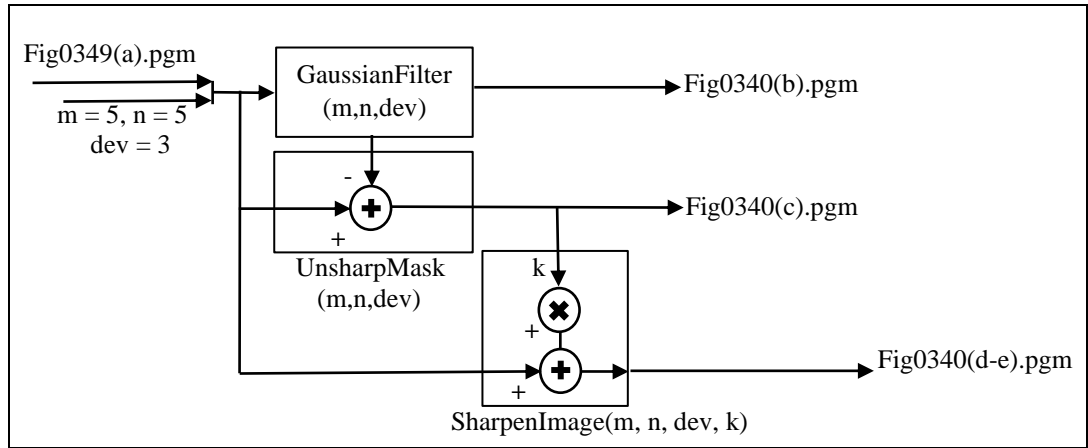 Fig0349(a).pgm
m = 5, n = 5
dev = 3
GaussianFilter
(m,n,dev)
Fig0340(b).pgm
-
+
Fig0340(c).pgm
UnsharpMask
(m,n,dev)
k
+
+
Fig0340(d-e).pgm
SharpenImage(m, n, dev, k)